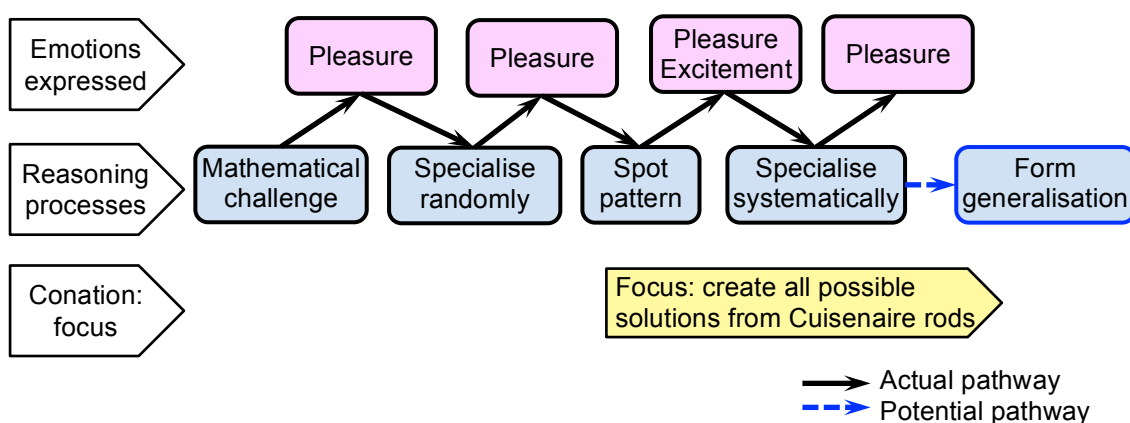 Emotions
expressed
Pleasure
Pleasure
Pleasure
Excitement
Pleasure
Reasoning
processes
Mathematical
challenge
Specialise
randomly
Spot
pattern
Specialise
systematically
Form
generalisation
Conation:
focus
Focus: create all possible
solutions from Cuisenaire rods
Actual pathway
Potential pathway